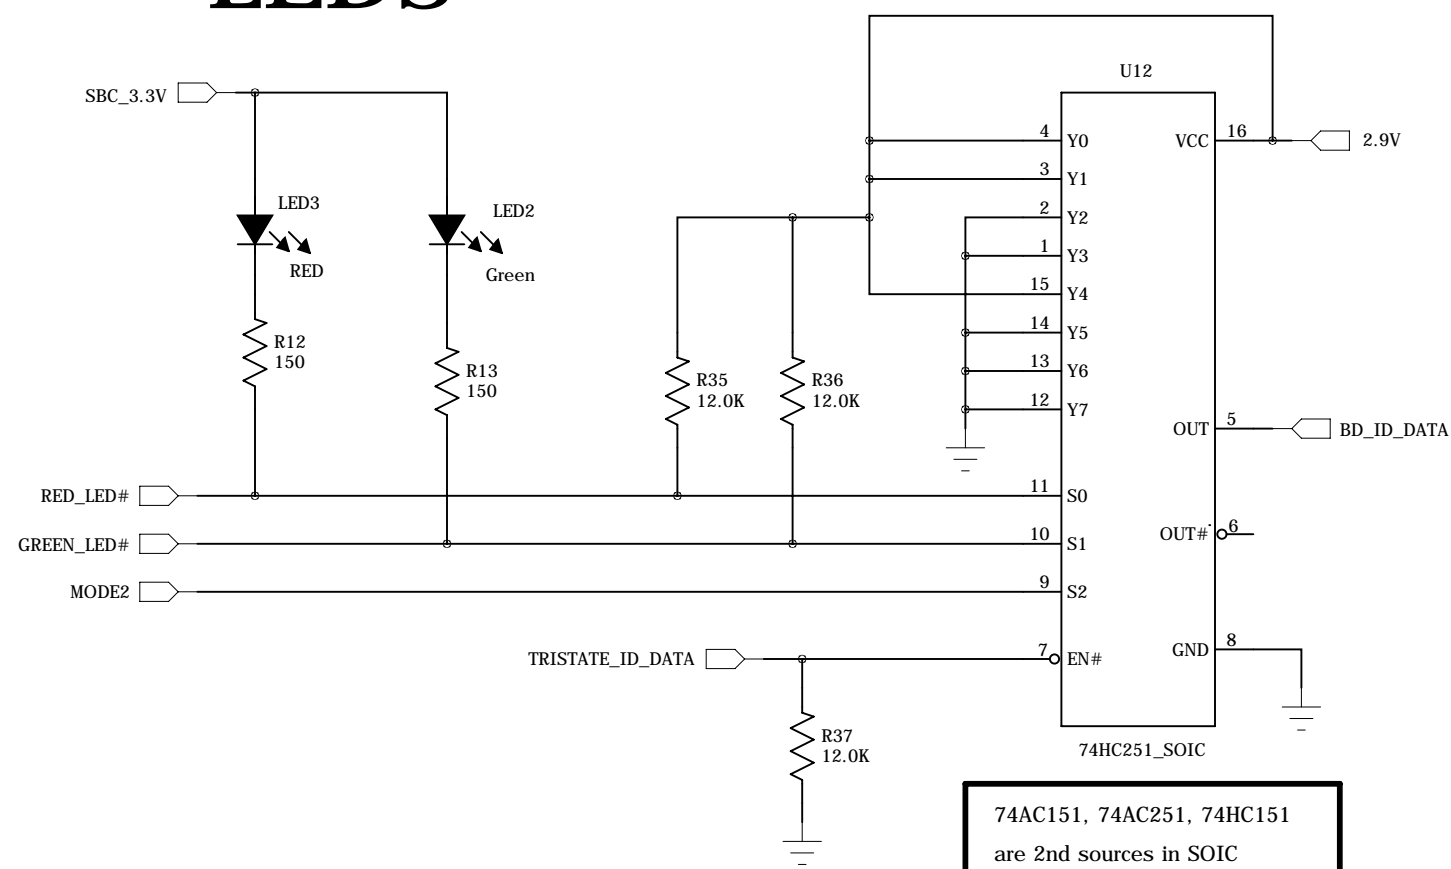 LEDS
U12
SBC_3.3V
4 Y0
VCC 16
2.9V
3 Y1
LED3
LED2
2 Y2
1 Y3
RED
Green
15 Y4
14 Y5
R12
150
13 Y6
R13
150
R35
12.0K
R36
12.0K
12 Y7
OUT 5
BD_ID_DATA
RED_LED#
11 S0
GREEN_LED#
10 S1
OUT# 6
MODE2
9 S2
TRISTATE_ID_DATA
7 EN#
GND 8
R37
12.0K
74HC251_SOIC
74AC151, 74AC251, 74HC151
are 2nd sources in SOIC